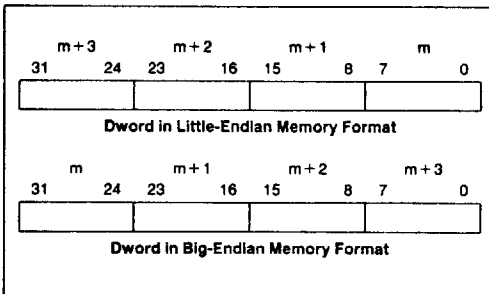 m+3 m+2 m+1 m
31 24 23 16 15 8 7 0
Dword in Little-Endian Memory Format
m m+1 m+2 m+3
31 24 23 16 15 8 7 0
Dword in Big-Endian Memory Format